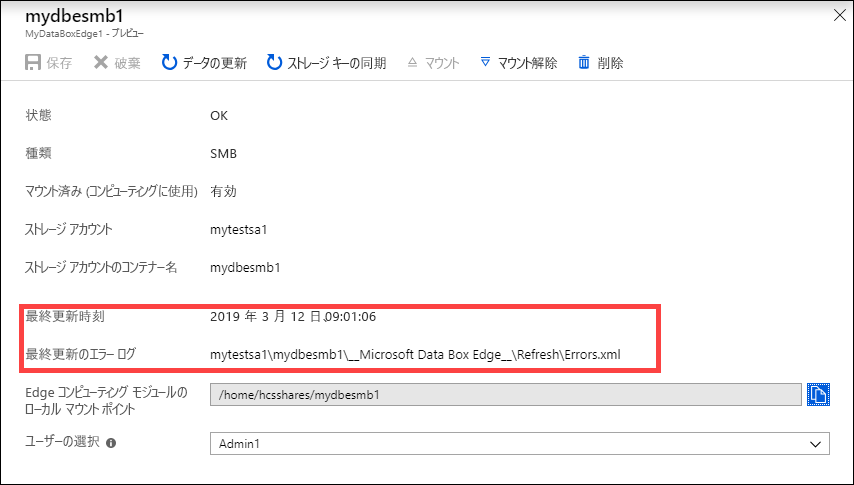 mydbesmb1
MyDataBoxEdge1 - プレビュー
保存 破棄 データの更新 ストレージ キーの同期 マウント マウント解除 削除
状態 OK
種類 SMB
マウント済み (コンピューティングに使用) 有効
ストレージ アカウント mytestsa1
ストレージ アカウントのコンテナー名 mydbesmb1
最終更新時刻 2019 年 3 月 12 日、09:01:06
最終更新のエラー ログ mytestsa1\mydbesmb1\__Microsoft Data Box Edge__\Refresh\Errors.xml
Edge コンピューティング モジュールの
ローカル マウント ポイント /home/hcsshares/mydbesmb1
ユーザーの選択 Admin1